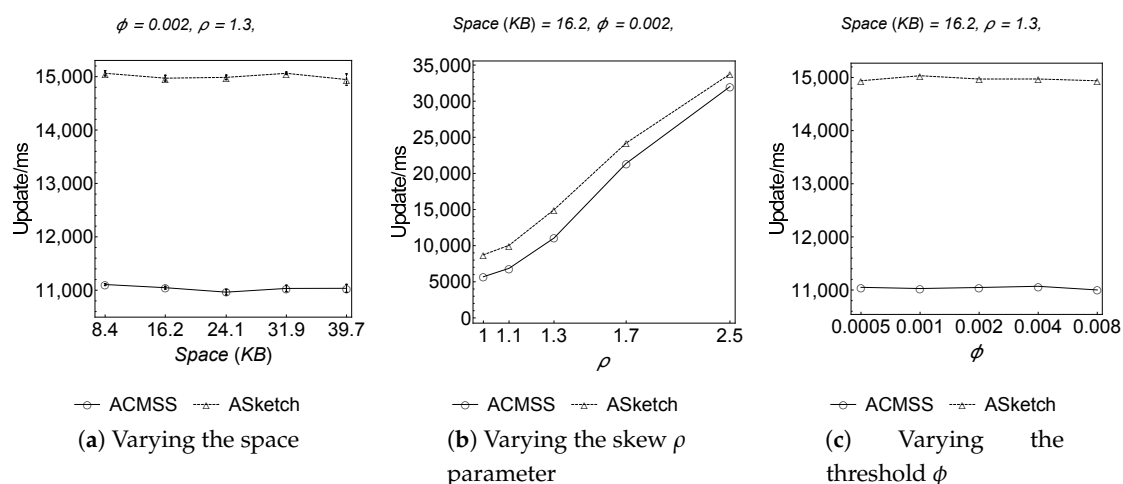 ϕ = 0.002, ρ = 1.3,
Update/ms
15,000
14,000
13,000
12,000
11,000
8.4 16.2 24.1 31.9 39.7
Space (KB)
ACMSS ASketch
(a) Varying the space
Space (KB) = 16.2, ϕ = 0.002,
Update/ms
35,000
30,000
25,000
20,000
15,000
10,000
5000
0
1 1.1 1.3 1.7 2.5
ρ
ACMSS ASketch
(b) Varying the skew ρ
parameter
Space (KB) = 16.2, ρ = 1.3,
Update/ms
15,000
14,000
13,000
12,000
11,000
0.0005 0.001 0.002 0.004 0.008
ϕ
ACMSS ASketch
(c) Varying the
threshold ϕ